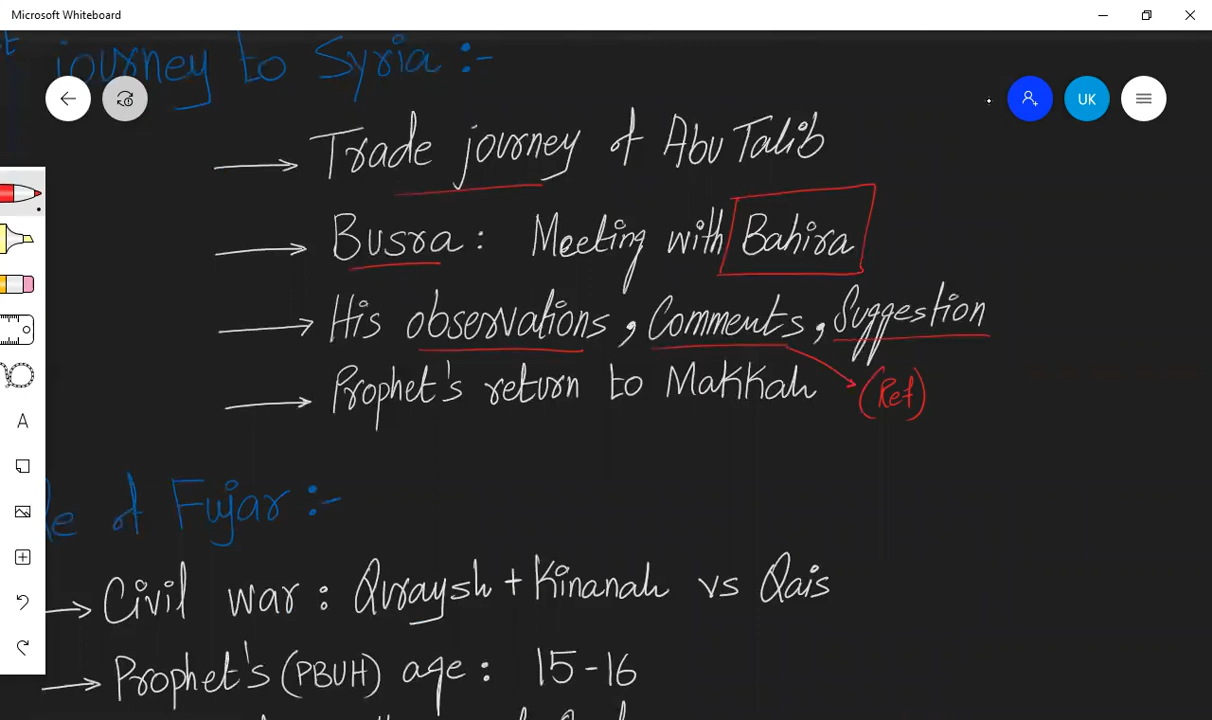 Microsoft Whiteboard
journey to Syria :-
UK
Trade journey of Abu Talib
Busra : Meeting with Bahira
His observations, Comments, Suggestion
Prophet's return to Makkah
(Ref)
of Fujar :-
A
Civil war : Quraysh + Kinanah vs Qais
Prophet's (PBUH) age : 15-16